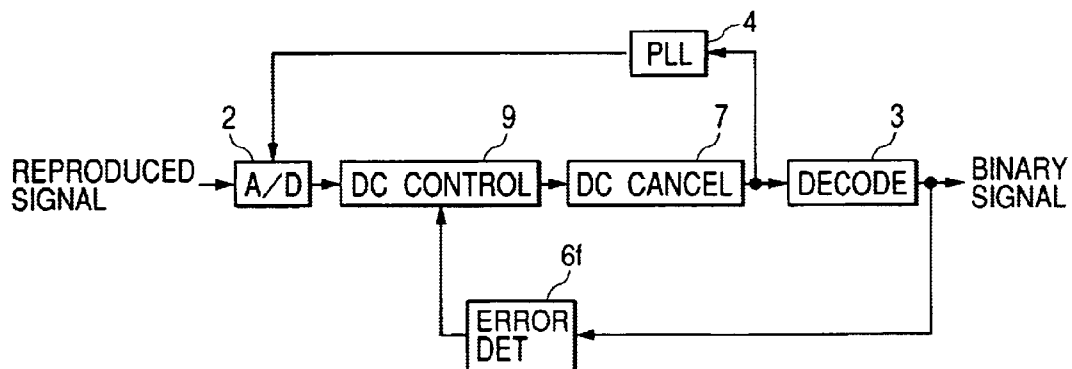 4
PLL
2
9
7
3
REPRODUCED
SIGNAL
A/D
DC CONTROL
DC CANCEL
DECODE
BINARY
SIGNAL
6f
ERROR
DET